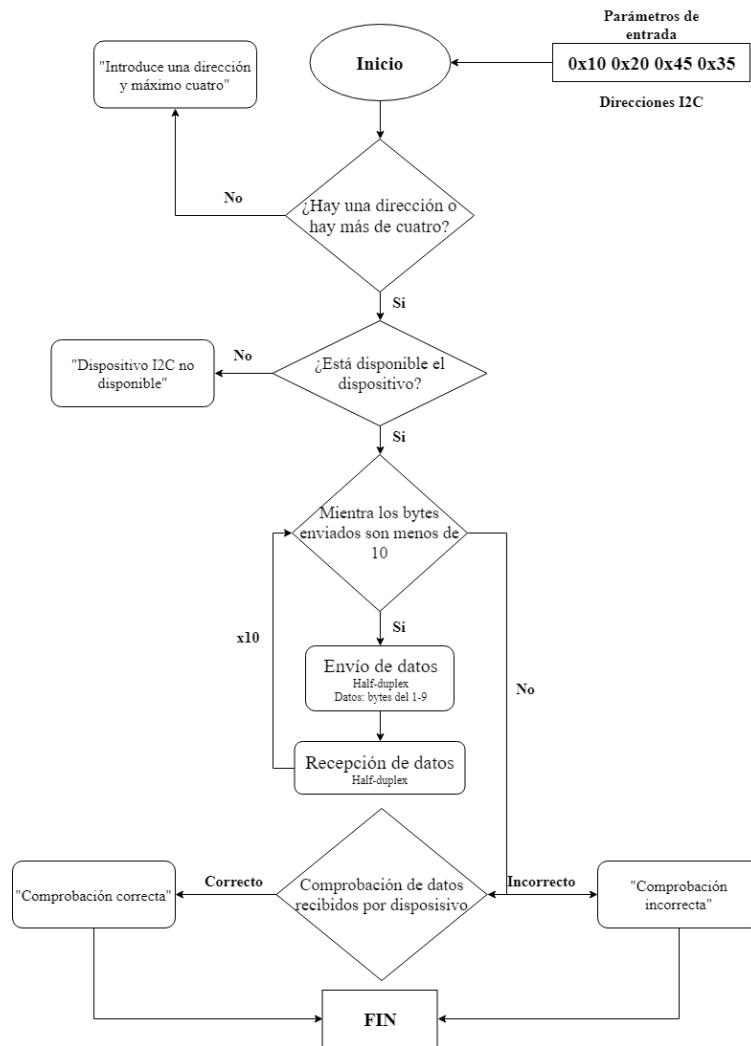 Parámetros de
entrada
0x10 0x20 0x45 0x35
Direcciones I2C
Inicio
"Introduce una dirección
y máximo cuatro"
No
¿Hay una dirección o
hay más de cuatro?
Si
"Dispositivo I2C no
disponible"
No
¿Está disponible el
dispositivo?
Si
Mientra los bytes
enviados son menos de
10
x10
Si
Envío de datos
Half-duplex
Datos: bytes del 1-9
No
Recepción de datos
Half-duplex
"Comprobación correcta"
Correcto
Comprobación de datos
recibidos por disposisivo
Incorrecto
"Comprobación
incorrecta"
FIN